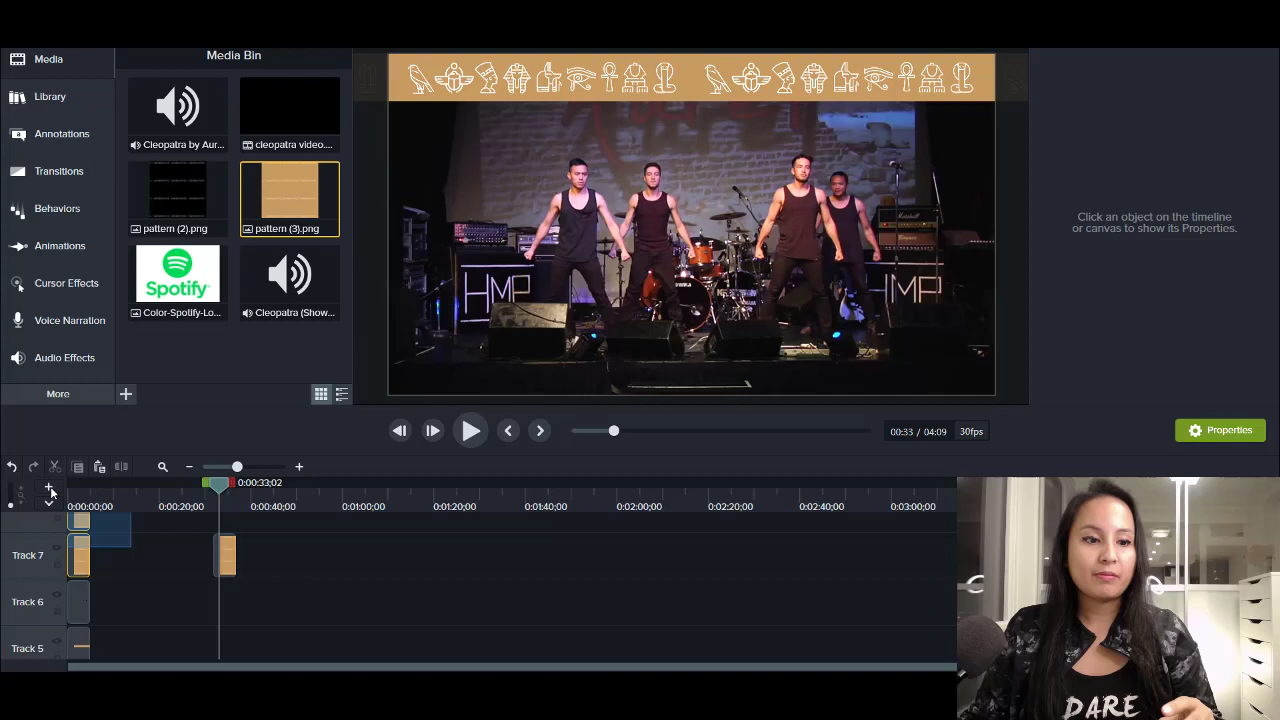 Media
Media Bin
Library
Annotations
Transitions
Behaviors
Animations
Cursor Effects
Voice Narration
Audio Effects
More
Cleopatra by Aur...
cleopatra video....
pattern (2).png
pattern (3).png
Spotify
Color-Spotify-Lo...
Cleopatra (Show...
HMP
HMP
Marshall
Click an object on the timeline
or canvas to show its Properties.
00:33 / 04:09
30fps
Properties
0:00:33;02
0:00:00;00
0:00:20;00
0:00:40;00
0:01:00;00
0:01:20;00
0:01:40;00
0:02:00;00
0:02:20;00
0:02:40;00
0:03:00;00
Track 7
Track 6
Track 5
DARE